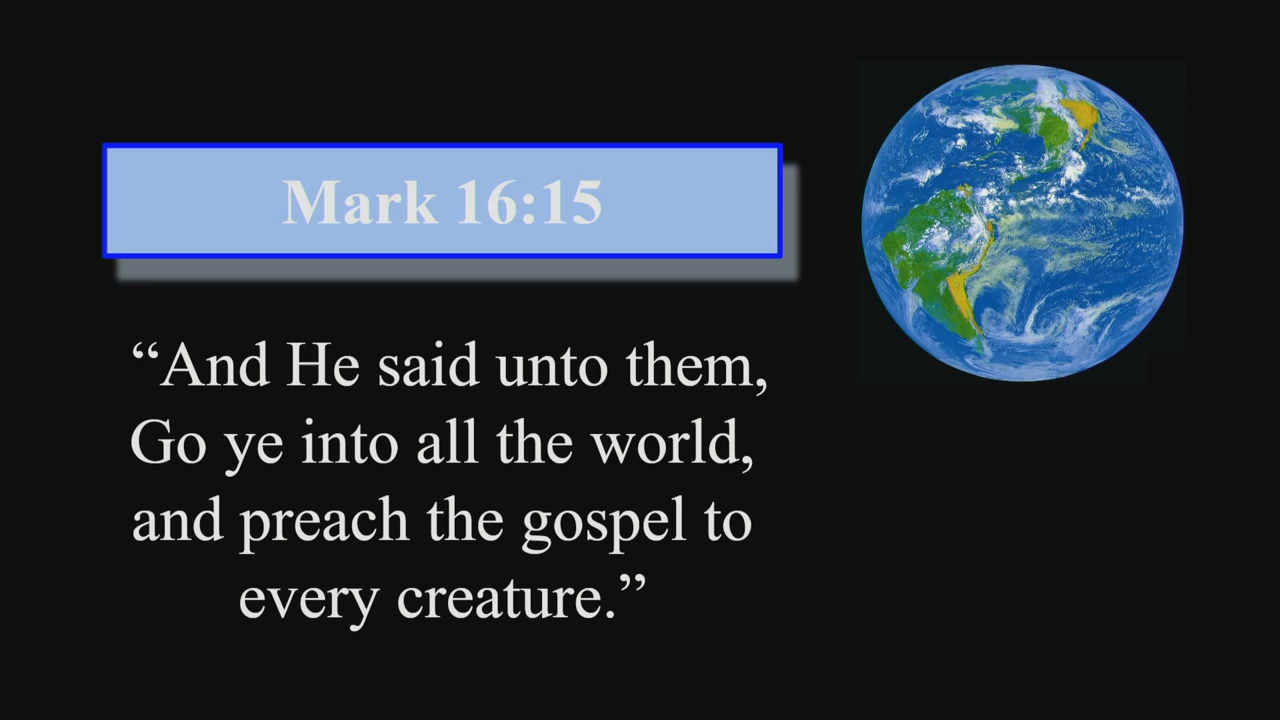 Mark 16:15
“And He said unto them,
Go ye into all the world,
and preach the gospel to
every creature.”